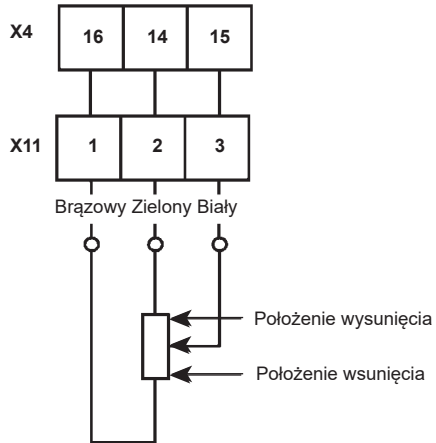 X4 16 14 15
X11 1 2 3
Brązowy Zielony Biały
Położenie wysunięcia
Położenie wsunięcia